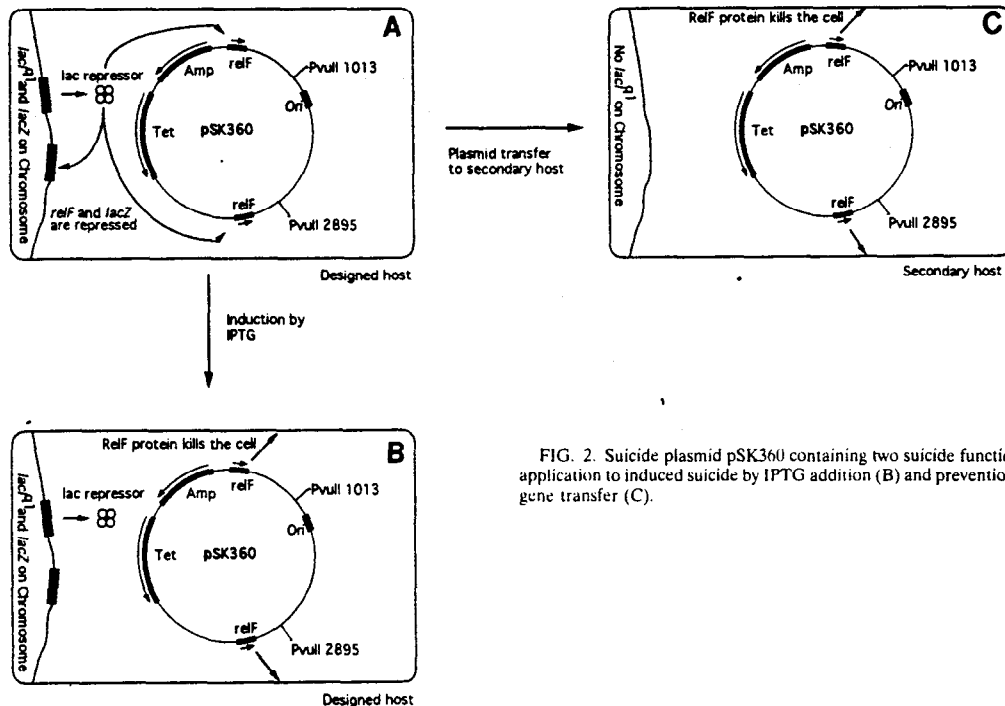 A
lacI^q1 and lacZ on Chromosome
lac repressor
relF
Amp
PvuII 1013
Ori
Tet
pSK360
relF and lacZ
are repressed
relF
PvuII 2895
Designed host
Plasmid transfer
to secondary host
RelF protein kills the cell
C
No lacI^q1 on Chromosome
relF
Amp
PvuII 1013
Ori
Tet
pSK360
relF
PvuII 2895
Secondary host
Induction by
IPTG
RelF protein kills the cell
B
lacI^q1 and lacZ on Chromosome
lac repressor
relF
Amp
PvuII 1013
Ori
Tet
pSK360
relF
PvuII 2895
Designed host
FIG. 2. Suicide plasmid pSK360 containing two suicide
application to induced suicide by IPTG addition (B) and
gene transfer (C).